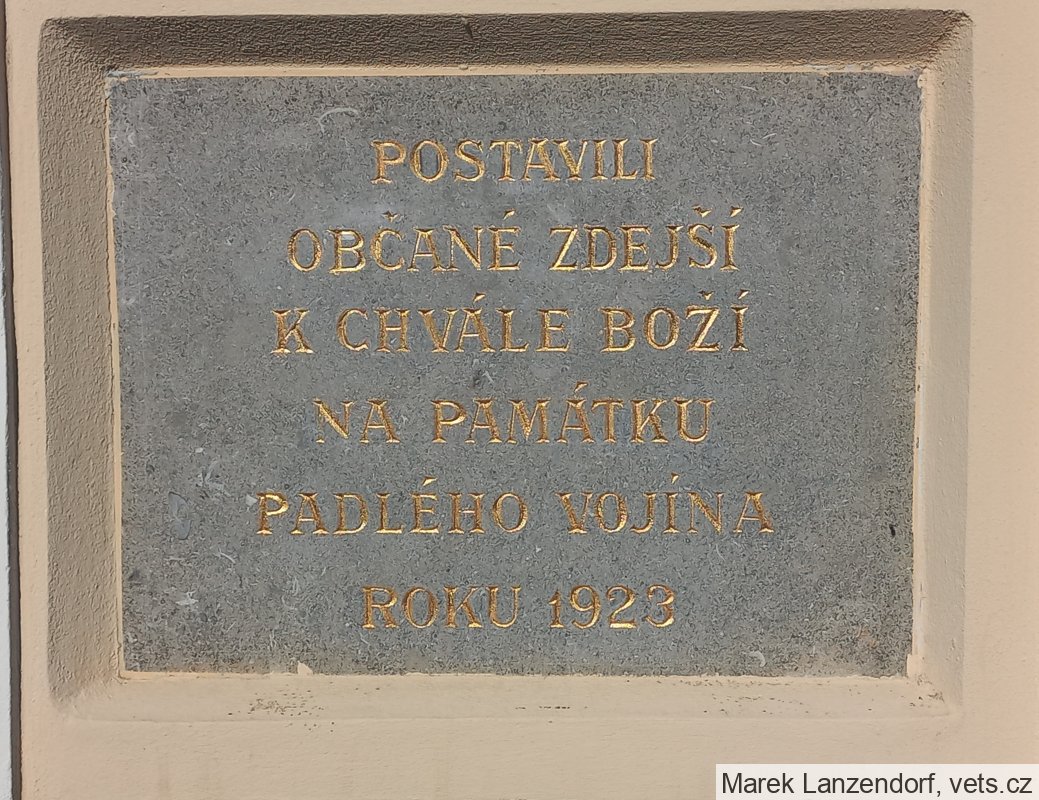 POSTAVILI
OBČANÉ ZDEJŠÍ
K CHVÁLE BOŽÍ
NA PAMÁTKU
PADLÉHO VOJÍNA
ROKU 1923
Marek Lanzendorf, vets.cz